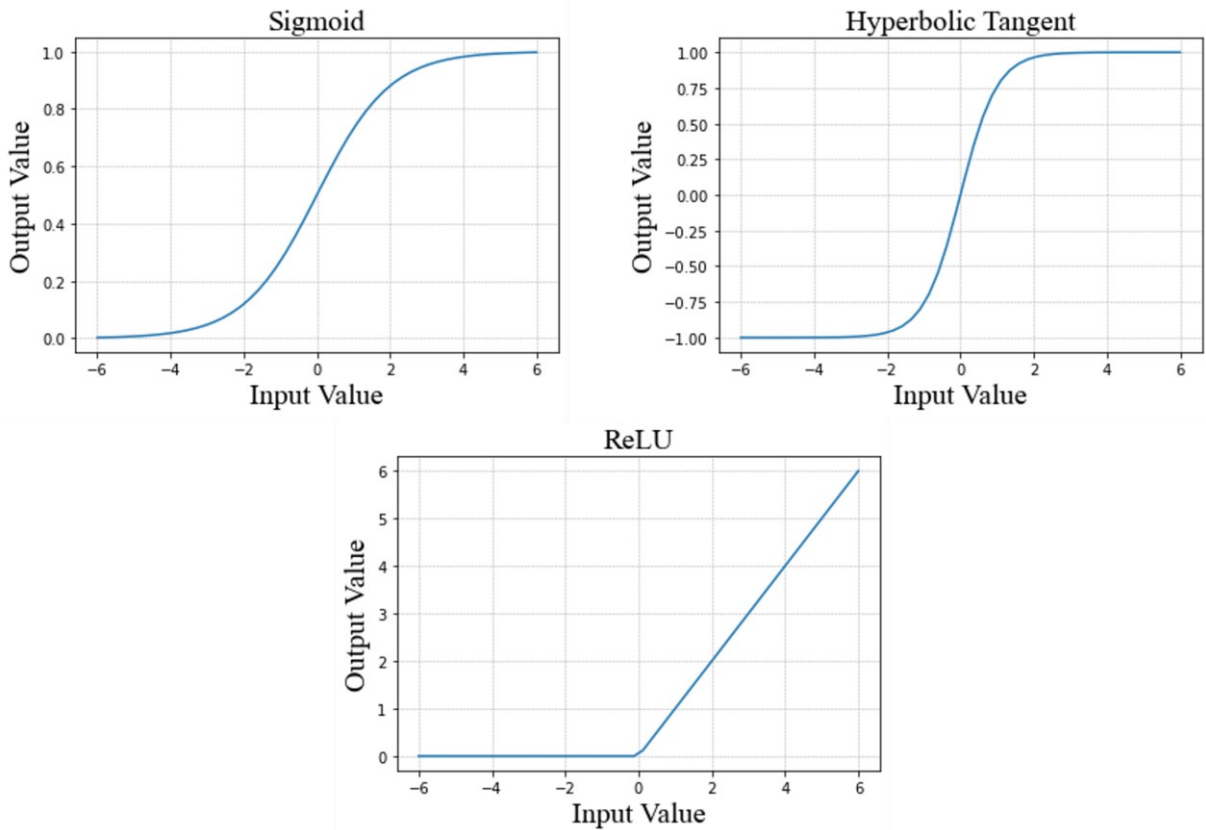 Sigmoid
Output Value
1.0
0.8
0.6
0.4
0.2
0.0
−6 −4 −2 0 2 4 6
Input Value
Hyperbolic Tangent
Output Value
1.00
0.75
0.50
0.25
0.00
−0.25
−0.50
−0.75
−1.00
−6 −4 −2 0 2 4 6
Input Value
ReLU
Output Value
6
5
4
3
2
1
0
−6 −4 −2 0 2 4 6
Input Value